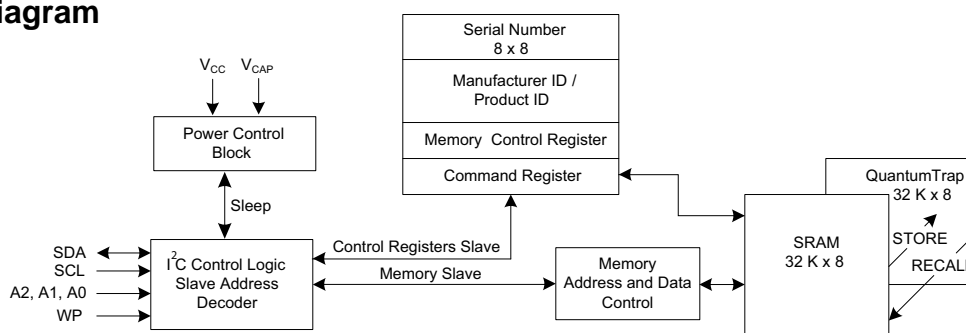 iagram
Serial Number
8 x 8
Manufacturer ID /
Product ID
Memory Control Register
Command Register
VCC VCAP
Power Control
Block
Sleep
SDA
SCL
A2, A1, A0
WP
I2C Control Logic
Slave Address
Decoder
Control Registers Slave
Memory Slave
Memory
Address and Data
Control
SRAM
32 K x 8
QuantumTrap
32 K x 8
STORE
RECALL